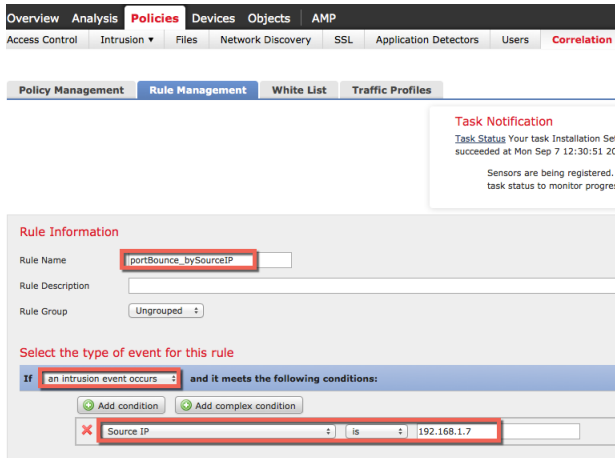 Overview Analysis Policies Devices Objects AMP
Access Control Intrusion ▼ Files Network Discovery SSL Application Detectors Users Correlation
Policy Management Rule Management White List Traffic Profiles
Task Notification
Task Status Your task Installation Set
succeeded at Mon Sep 7 12:30:51 20
Sensors are being registered.
task status to monitor progres
Rule Information
Rule Name portBounce_bySourceIP
Rule Description
Rule Group Ungrouped
Select the type of event for this rule
If an intrusion event occurs and it meets the following conditions:
Add condition Add complex condition
Source IP is 192.168.1.7